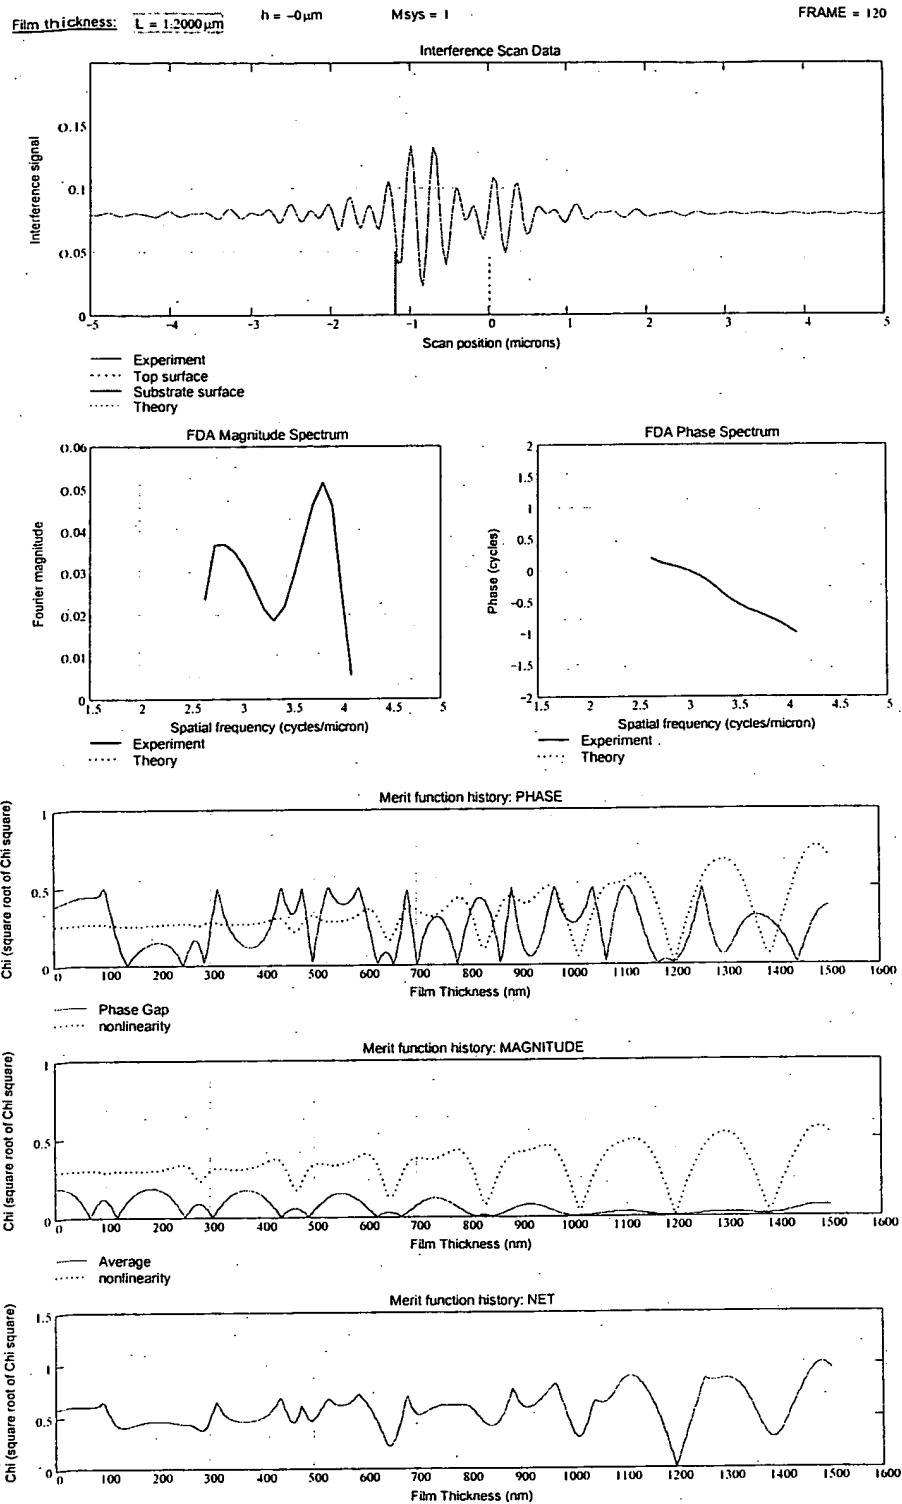 Film thickness: L = 1.2000 µm h = -0 µm Msys = 1 FRAME = 120
Interference Scan Data
Interference signal
0.15
0.1
0.05
0
-5 -4 -3 -2 -1 0 1 2 3 4 5
Scan position (microns)
Experiment
Top surface
Substrate surface
Theory
FDA Magnitude Spectrum
Fourier magnitude
0.06
0.05
0.04
0.03
0.02
0.01
0
1.5 2 2.5 3 3.5 4 4.5 5
Spatial frequency (cycles/micron)
Experiment
Theory
FDA Phase Spectrum
Phase (cycles)
2
1.5
1
0.5
0
-0.5
-1
-1.5
-2
1.5 2 2.5 3 3.5 4 4.5 5
Spatial frequency (cycles/micron)
Experiment
Theory
Merit function history: PHASE
Chi (square root of Chi square)
1
0.5
0
0 100 200 300 400 500 600 700 800 900 1000 1100 1200 1300 1400 1500 1600
Film Thickness (nm)
Phase Gap
nonlinearity
Merit function history: MAGNITUDE
Chi (square root of Chi square)
1
0.5
0
0 100 200 300 400 500 600 700 800 900 1000 1100 1200 1300 1400 1500 1600
Film Thickness (nm)
Average
nonlinearity
Merit function history: NET
Chi (square root of Chi square)
1.5
1
0.5
0
0 100 200 300 400 500 600 700 800 900 1000 1100 1200 1300 1400 1500 1600
Film Thickness (nm)